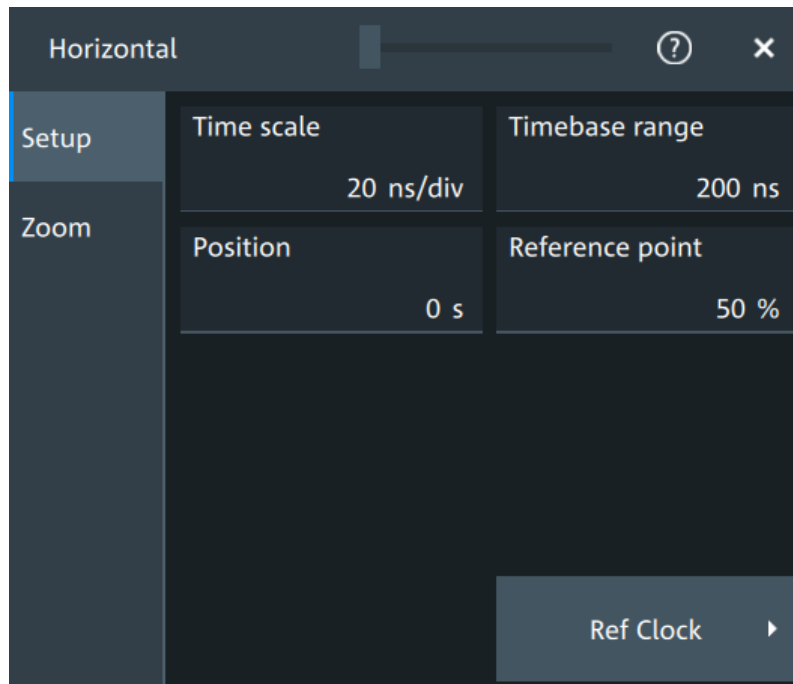 Horizontal
Setup
Zoom
Time scale
20 ns/div
Timebase range
200 ns
Position
0 s
Reference point
50 %
Ref Clock